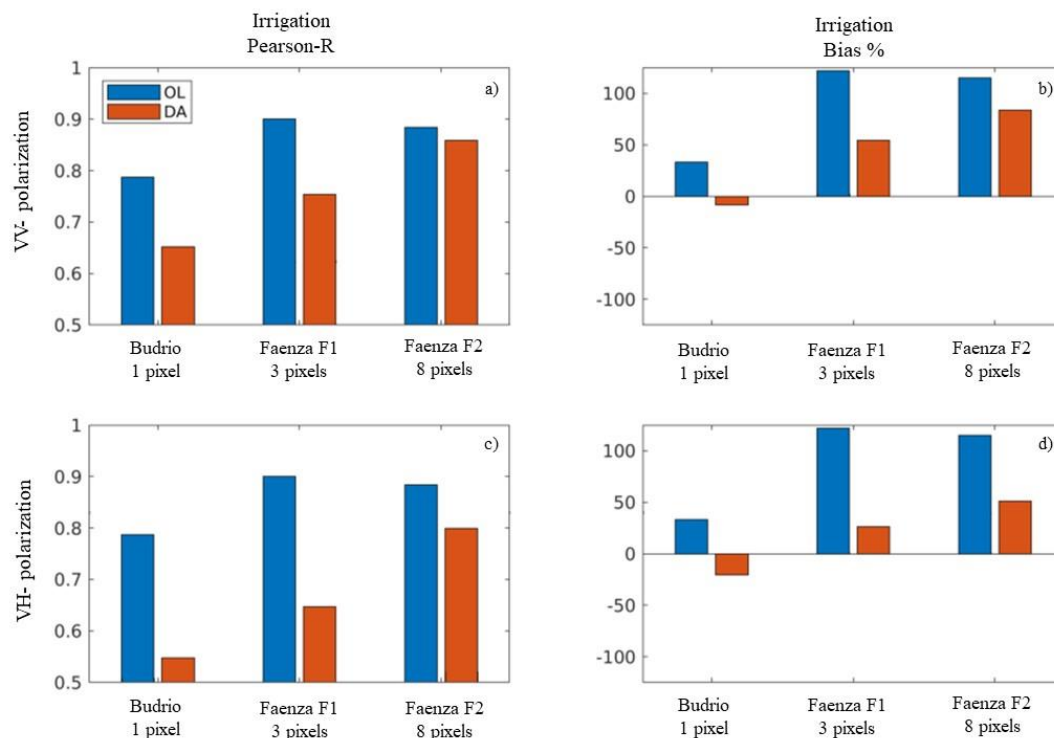 Irrigation
Pearson-R
Irrigation
Bias %
VV- polarization
1
0.9
0.8
0.7
0.6
0.5
OL
DA
a)
Budrio
1 pixel
Faenza F1
3 pixels
Faenza F2
8 pixels
100
50
0
-50
-100
b)
Budrio
1 pixel
Faenza F1
3 pixels
Faenza F2
8 pixels
VH- polarization
1
0.9
0.8
0.7
0.6
0.5
c)
Budrio
1 pixel
Faenza F1
3 pixels
Faenza F2
8 pixels
100
50
0
-50
-100
d)
Budrio
1 pixel
Faenza F1
3 pixels
Faenza F2
8 pixels